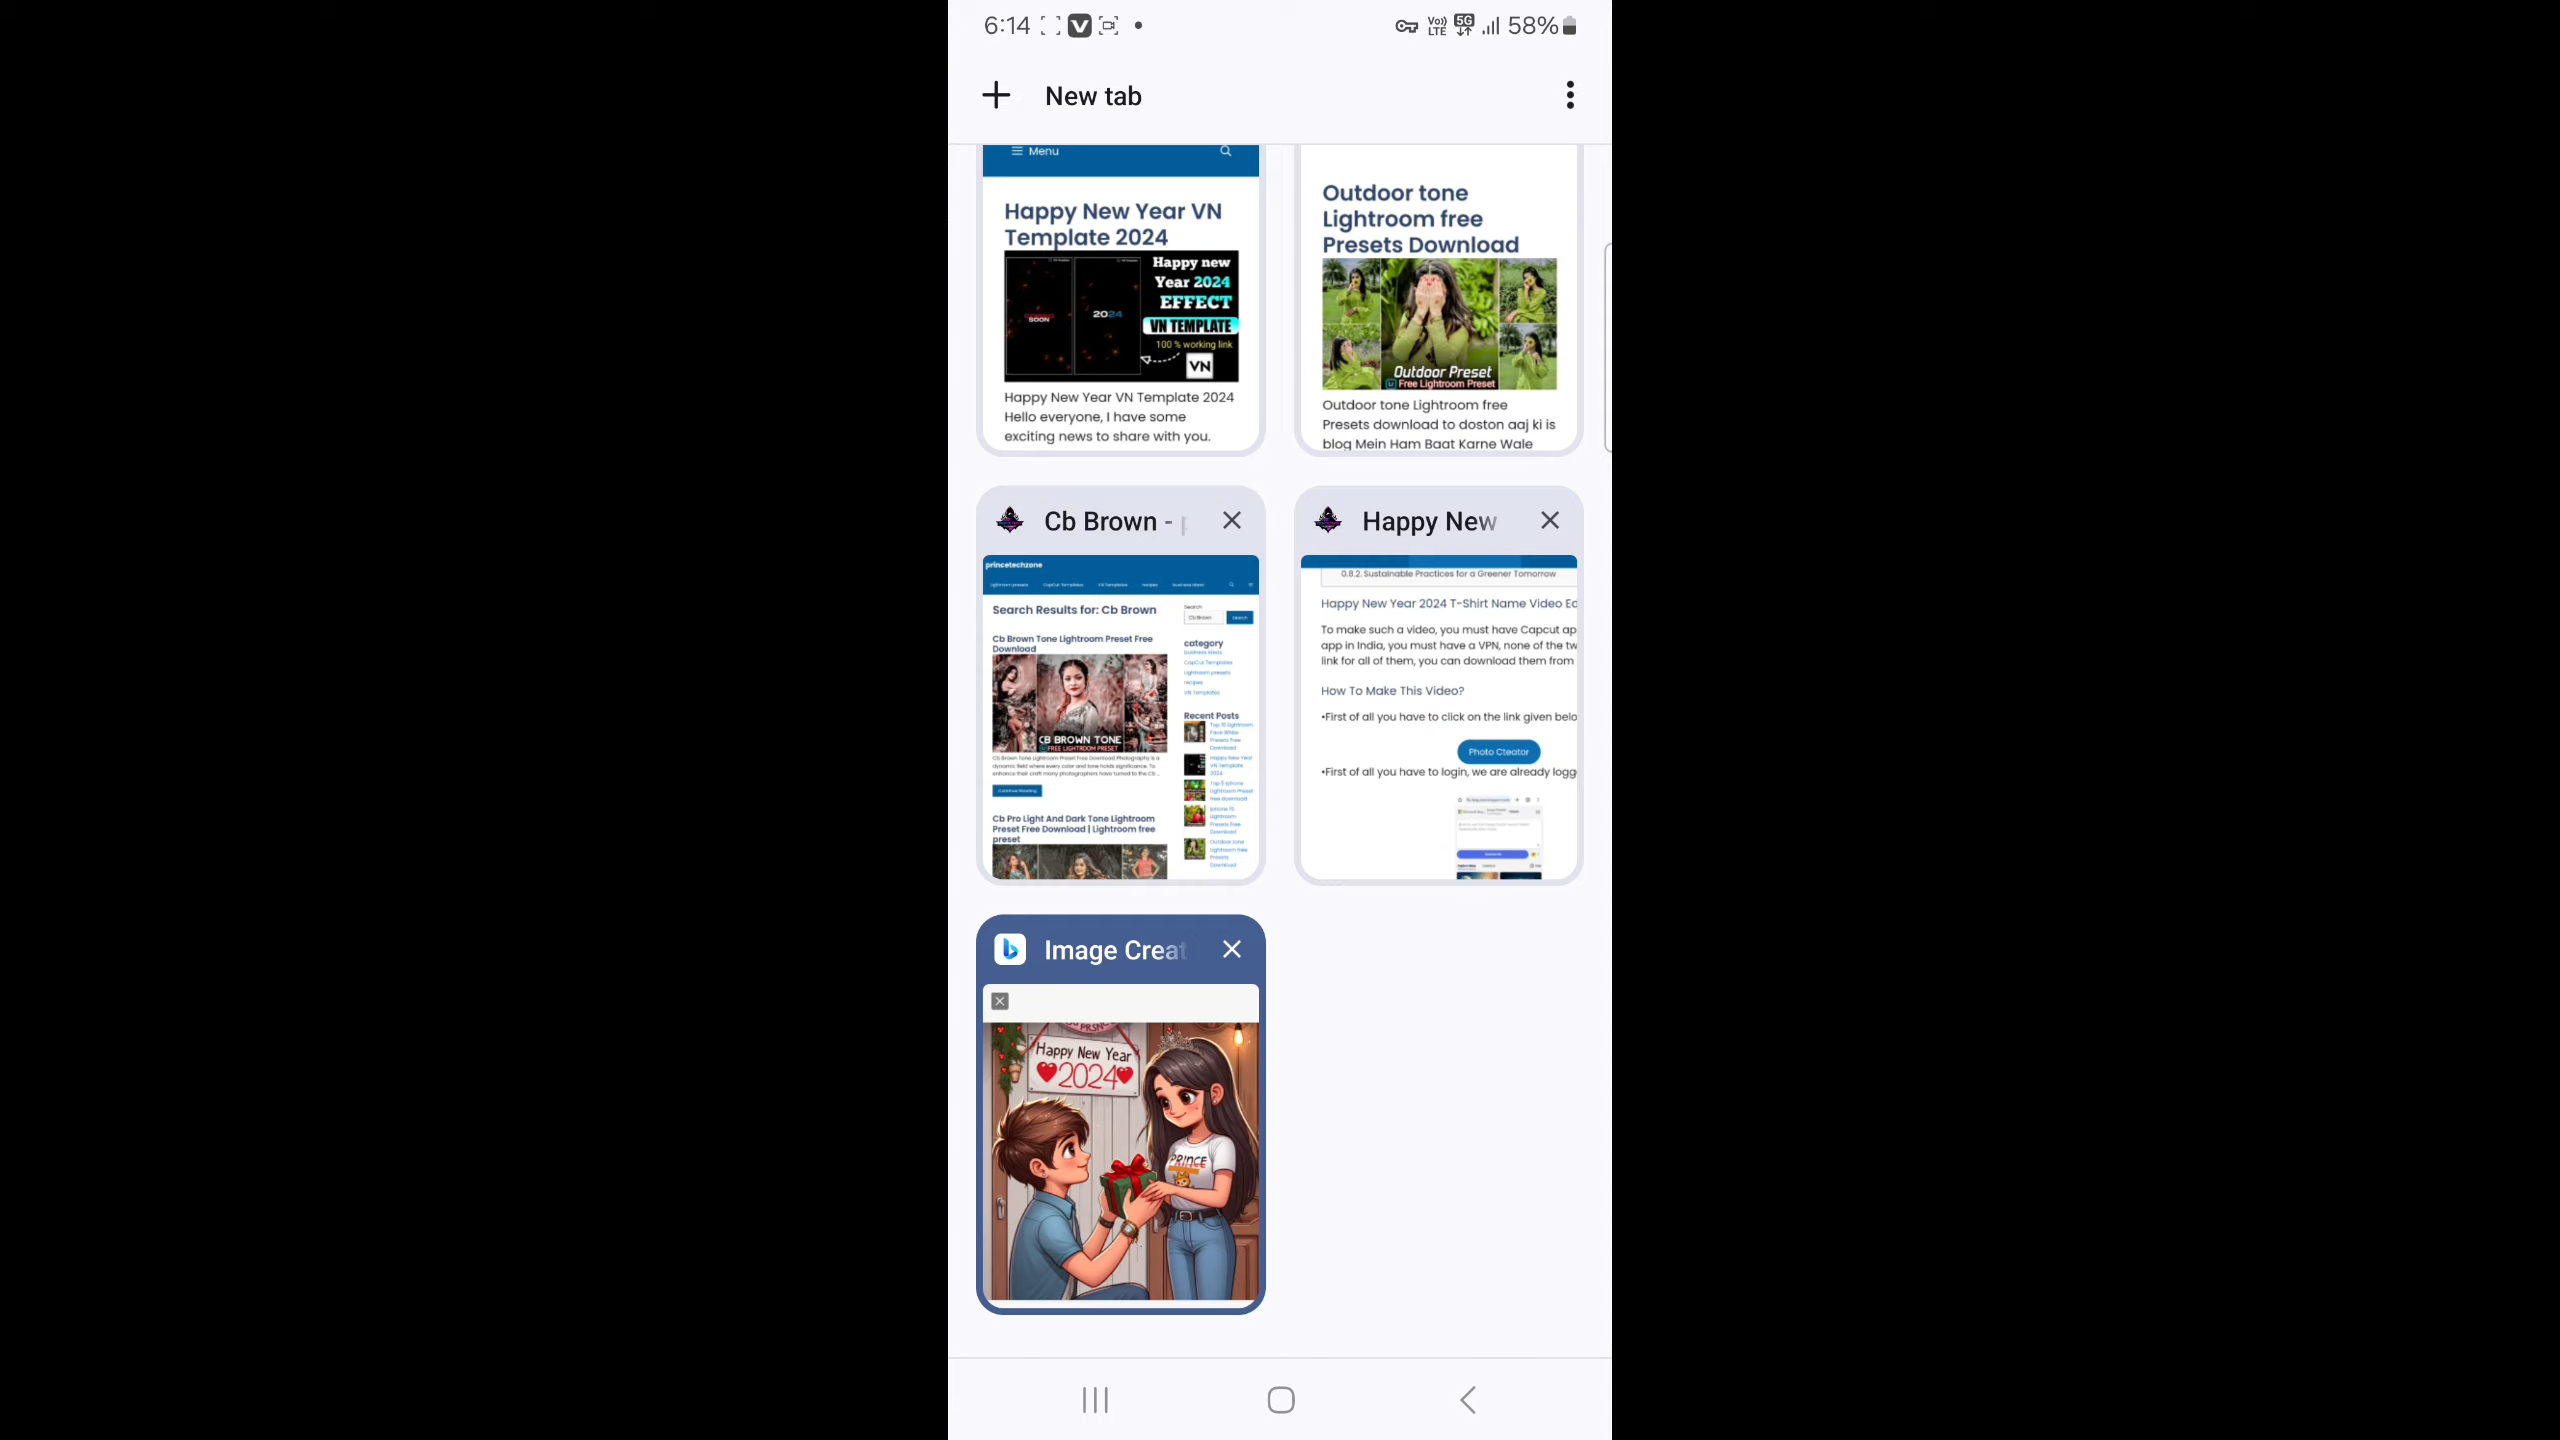 6:14
Vo)) LTE 5G 58%
New tab
Menu
Happy New Year VN
Template 2024
Happy new
Year 2024
EFFECT
VN TEMPLATE
100 % working link
VN
SOON
2024
Happy New Year VN Template 2024
Hello everyone, I have some
exciting news to share with you.
Outdoor tone
Lightroom free
Presets Download
Outdoor Preset
Free Lightroom Preset
Outdoor tone Lightroom free
Presets download to doston aaj ki is
blog Mein Ham Baat Karne Wale
Cb Brown -
princetechzone
Lightroom presets CapCut Templates VN Templates recipes business ideas
Search Results for: Cb Brown
Cb Brown Tone Lightroom Preset Free
Download
CB BROWN TONE
FREE LIGHTROOM PRESET
Cb Brown Tone Lightroom Preset Free Download Photography is a
dynamic field where every color and tone holds significance. To
enhance their craft many photographers have turned to the Cb ...
Continue Reading
Cb Pro Light And Dark Tone Lightroom
Preset Free Download | Lightroom free
preset
Search
Cb Brown Search
category
business ideas
CapCut Templates
Lightroom presets
recipes
VN Templates
Recent Posts
Top 10 Lightroom
Face White
Presets Free
Download
Happy New Year
VN Template
2024
Top 5 Iphone
Lightroom Preset
free download
Iphone 15
Lightroom
Presets Free
Download
Outdoor tone
Lightroom free
Presets
Download
Happy New
0.8.2. Sustainable Practices for a Greener Tomorrow
Happy New Year 2024 T-Shirt Name Video Ed
To make such a video, you must have Capcut ap
app in India, you must have a VPN, none of the tw
link for all of them, you can download them from
How To Make This Video?
•First of all you have to click on the link given belo
Photo Cteator
•First of all you have to login, we are already logg
Image Creat
Happy New Year
2024
PRINCE